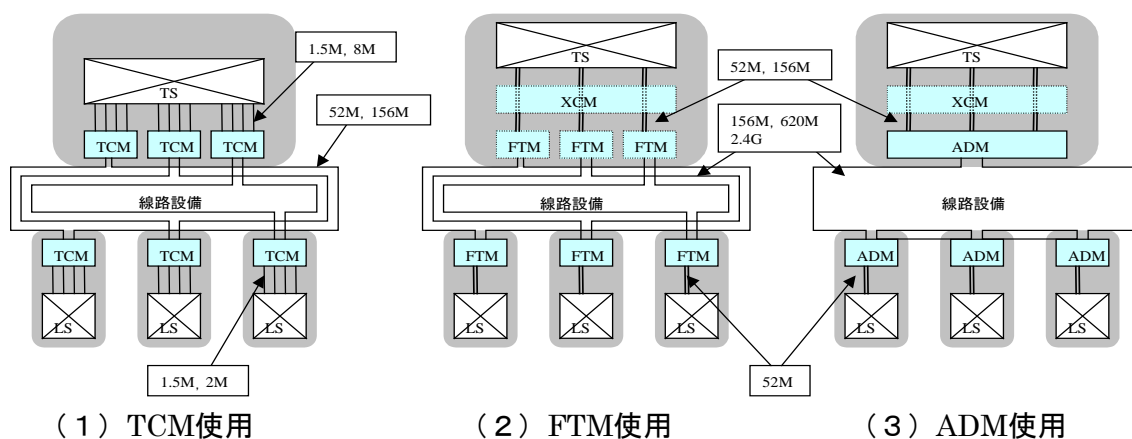 TS
1.5M, 8M
52M, 156M
TCM TCM TCM
線路設備
TCM TCM TCM
LS LS LS
1.5M, 2M
（１）TCM使用
TS
XCM
52M, 156M
156M, 620M
2.4G
FTM FTM FTM
線路設備
FTM FTM FTM
LS LS LS
52M
（２）FTM使用
TS
XCM
ADM
線路設備
ADM ADM ADM
LS LS LS
（３）ADM使用